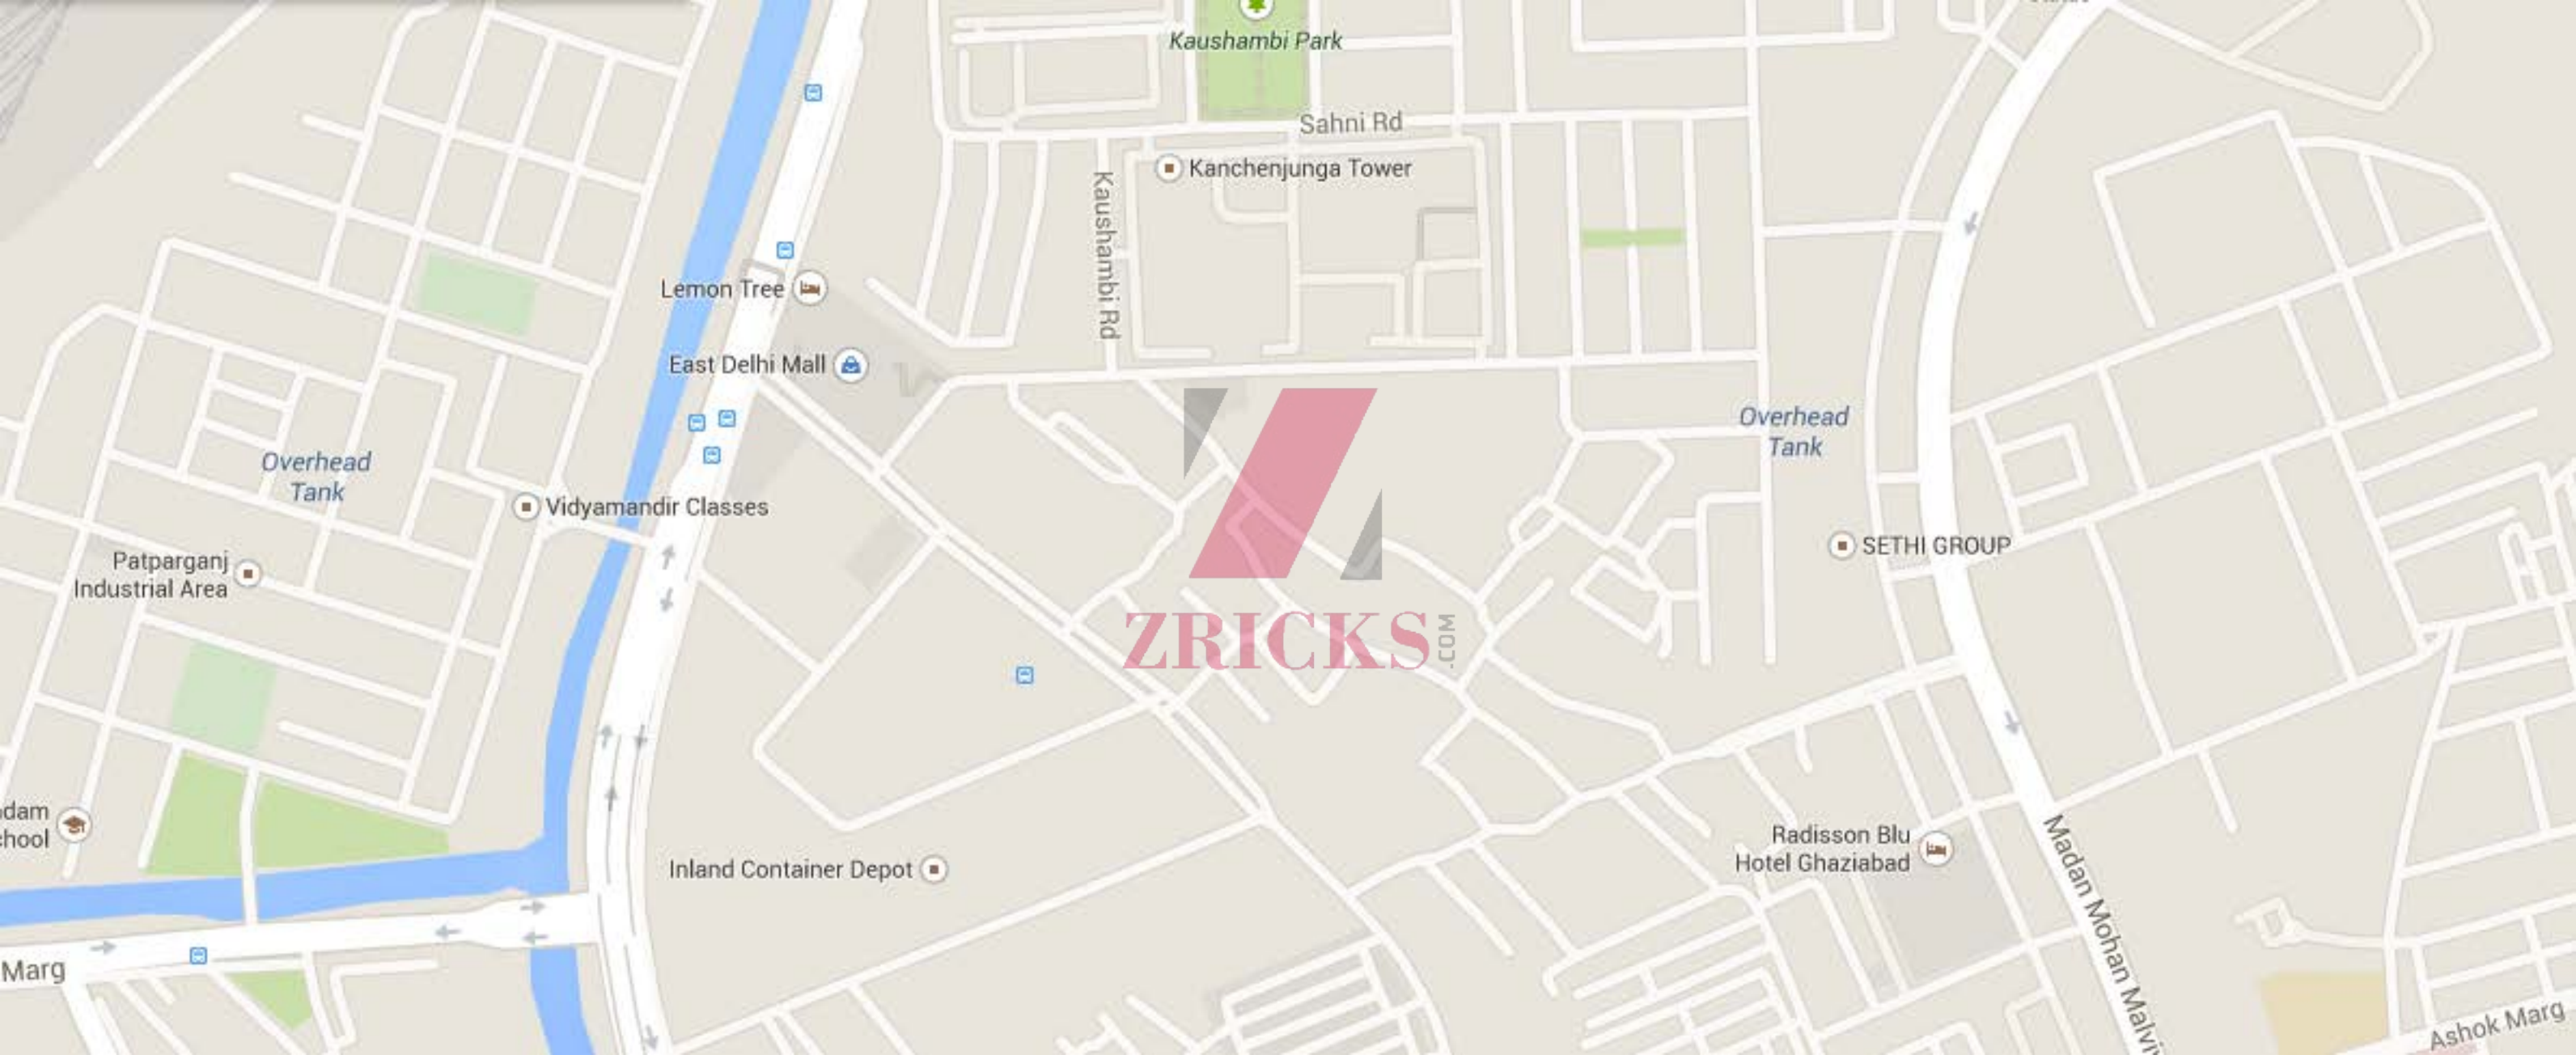 Kaushambi Park
Sahni Rd
Kanchenjunga Tower
Kaushambi Rd
Lemon Tree
East Delhi Mall
Overhead
Tank
Overhead
Tank
Vidyamandir Classes
SETHI GROUP
Patparganj
Industrial Area
ZRICKS
.COM
Radisson Blu
Hotel Ghaziabad
Inland Container Depot
Madan Mohan
Marg
Ashok Marg